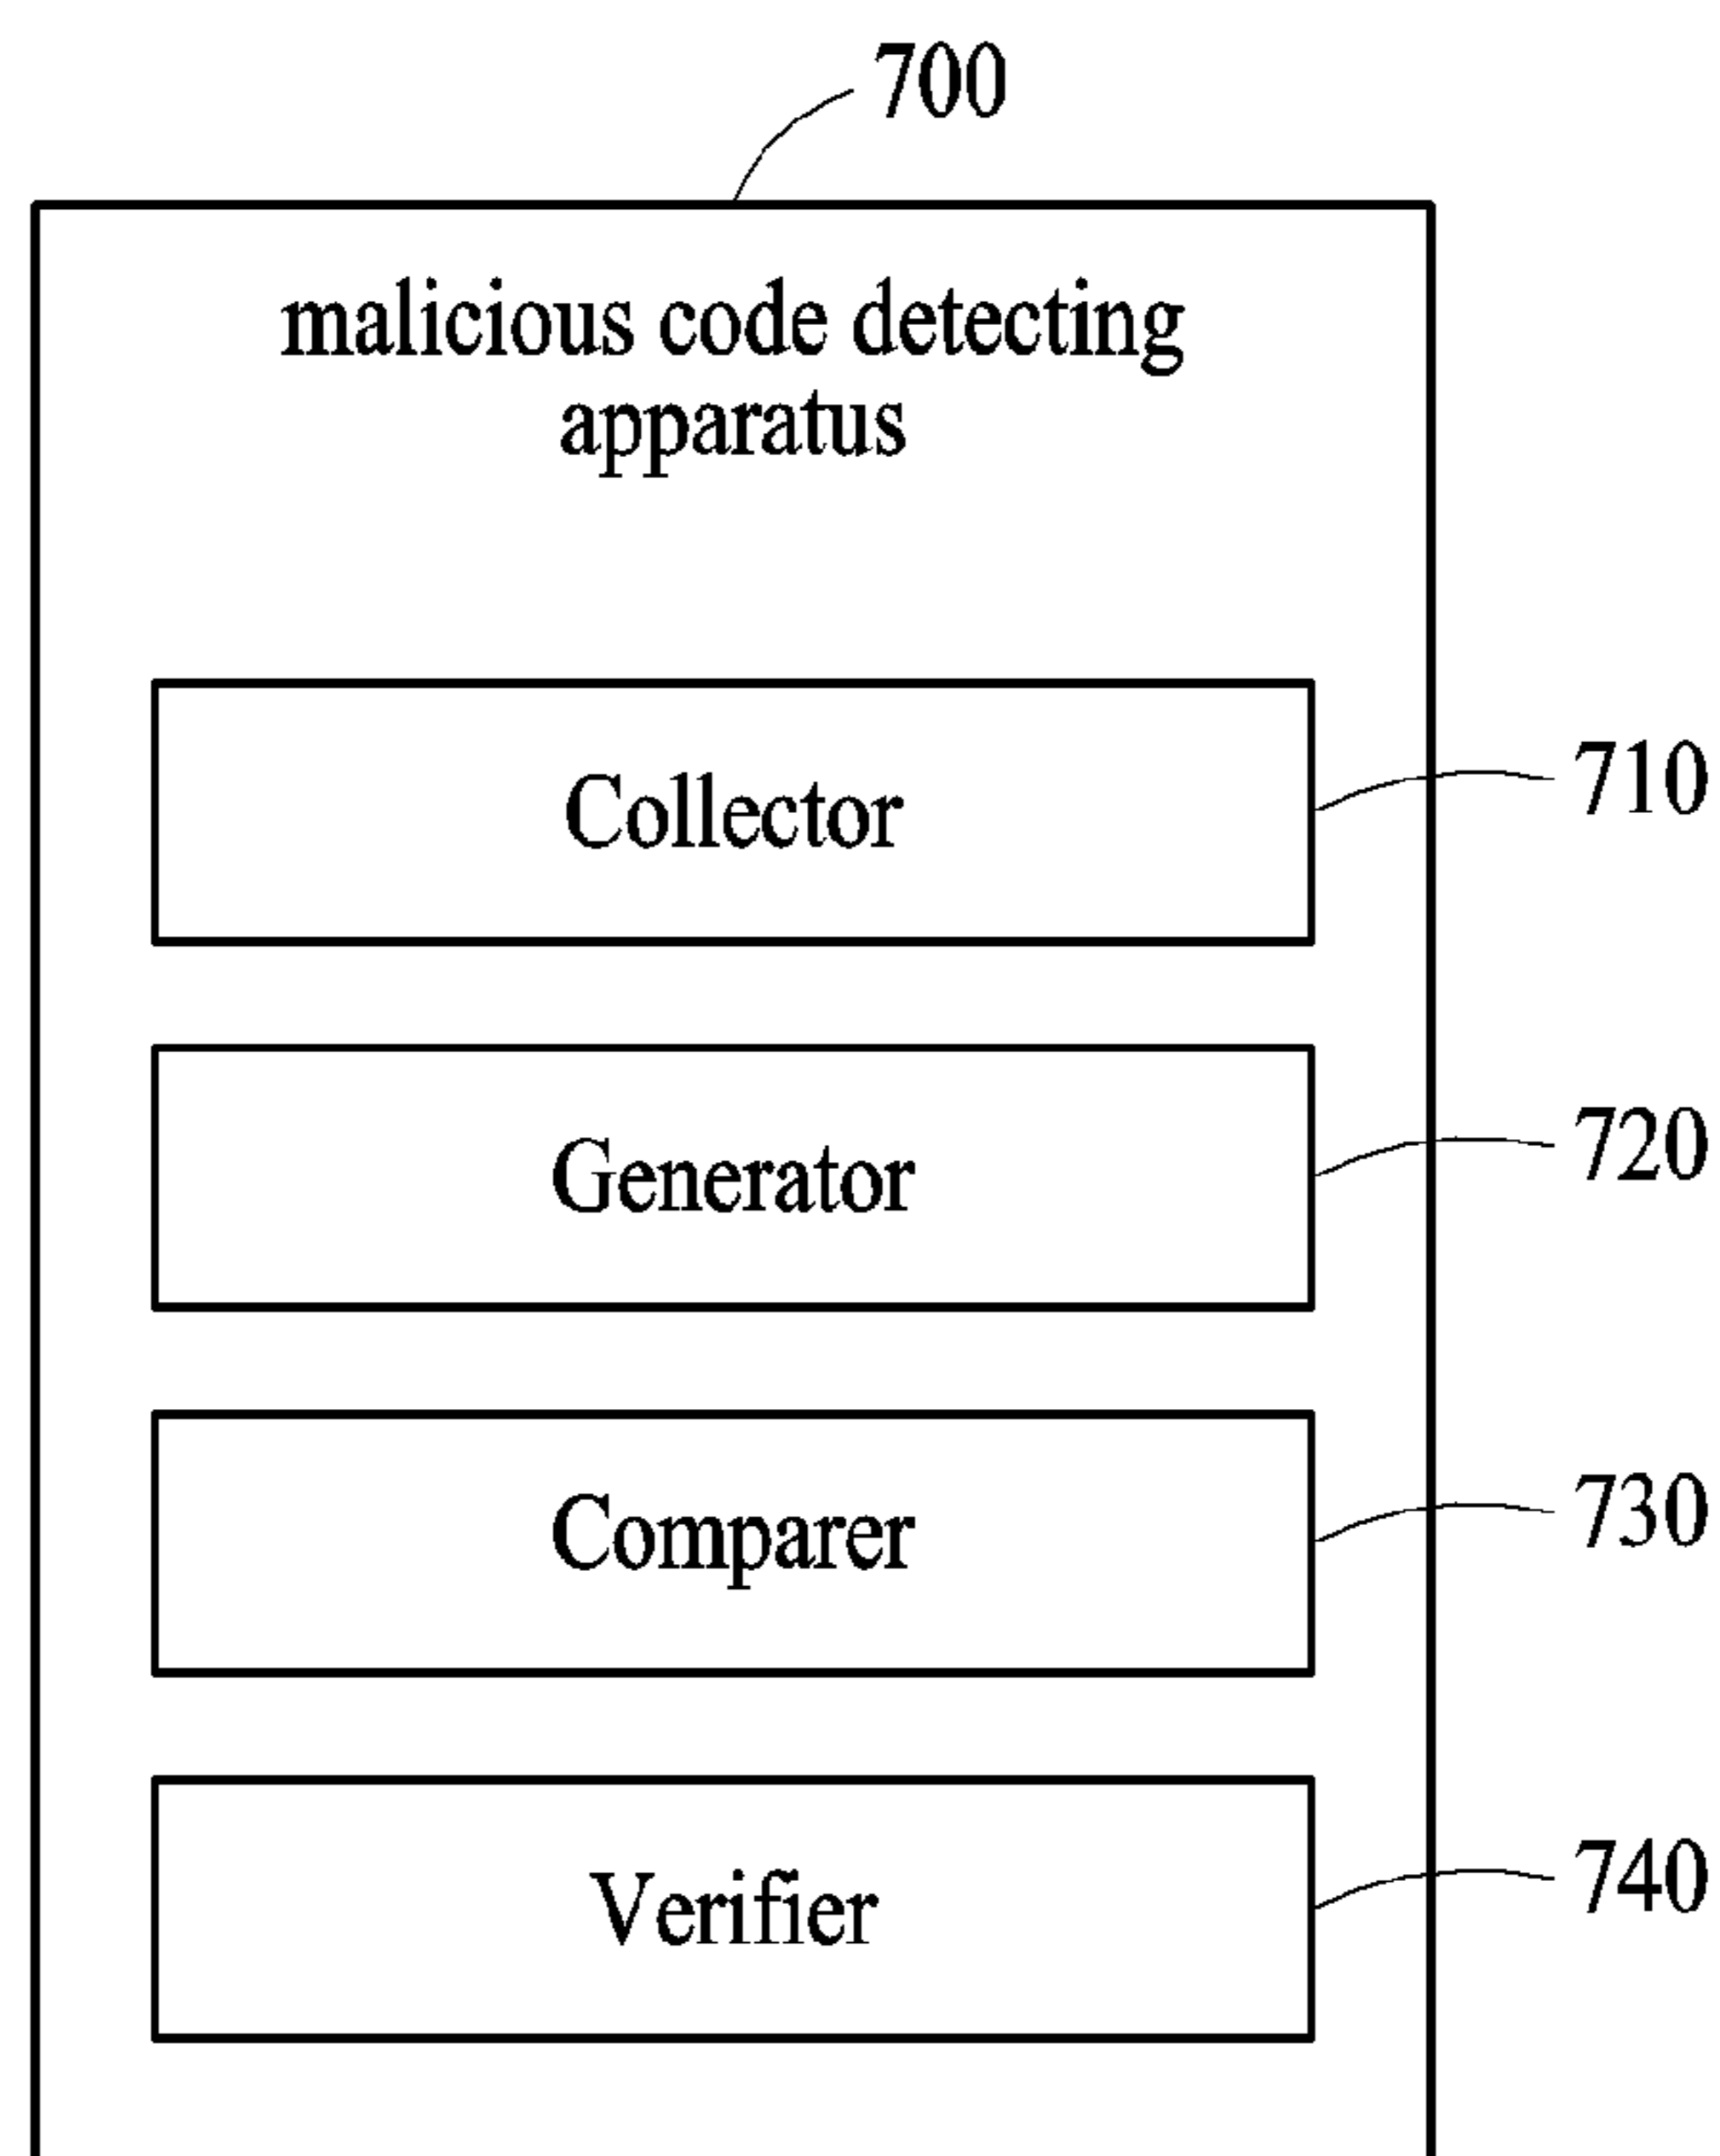 700
malicious code detecting
apparatus
Collector
710
Generator
720
Comparer
730
Verifier
740